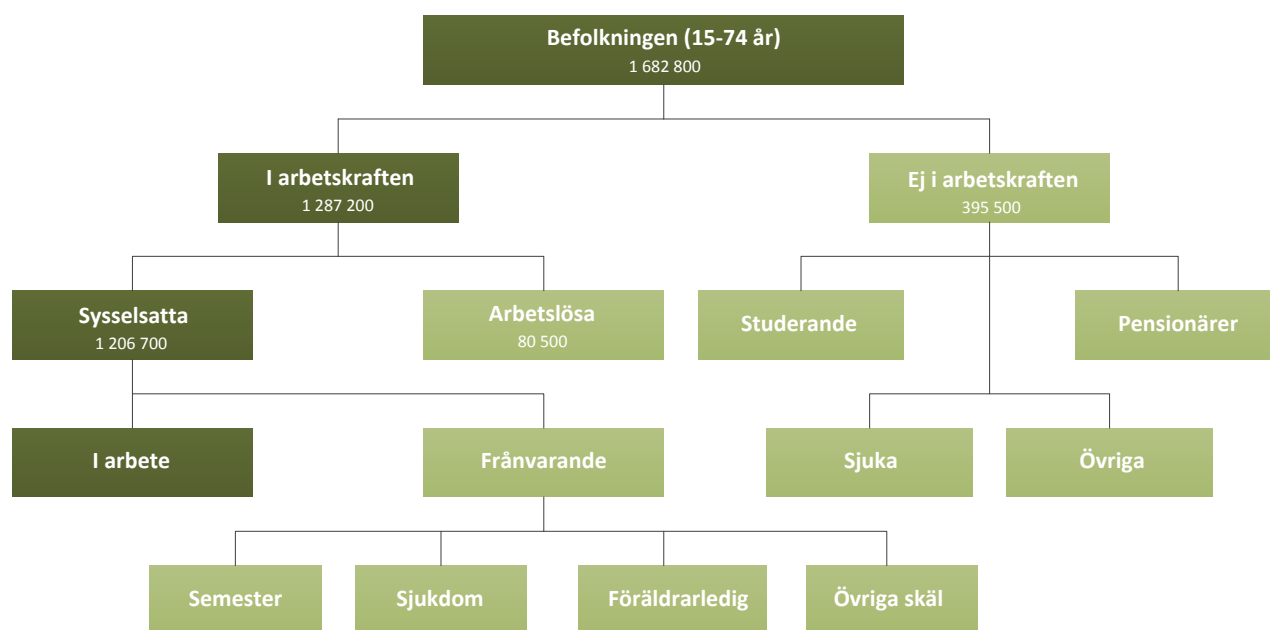 Befolkningen (15-74 år)
1 682 800
I arbetskraften
1 287 200
Ej i arbetskraften
395 500
Sysselsatta
1 206 700
Arbetslösa
80 500
Studerande
Pensionärer
I arbete
Frånvarande
Sjuka
Övriga
Semester
Sjukdom
Föräldrarledig
Övriga skäl